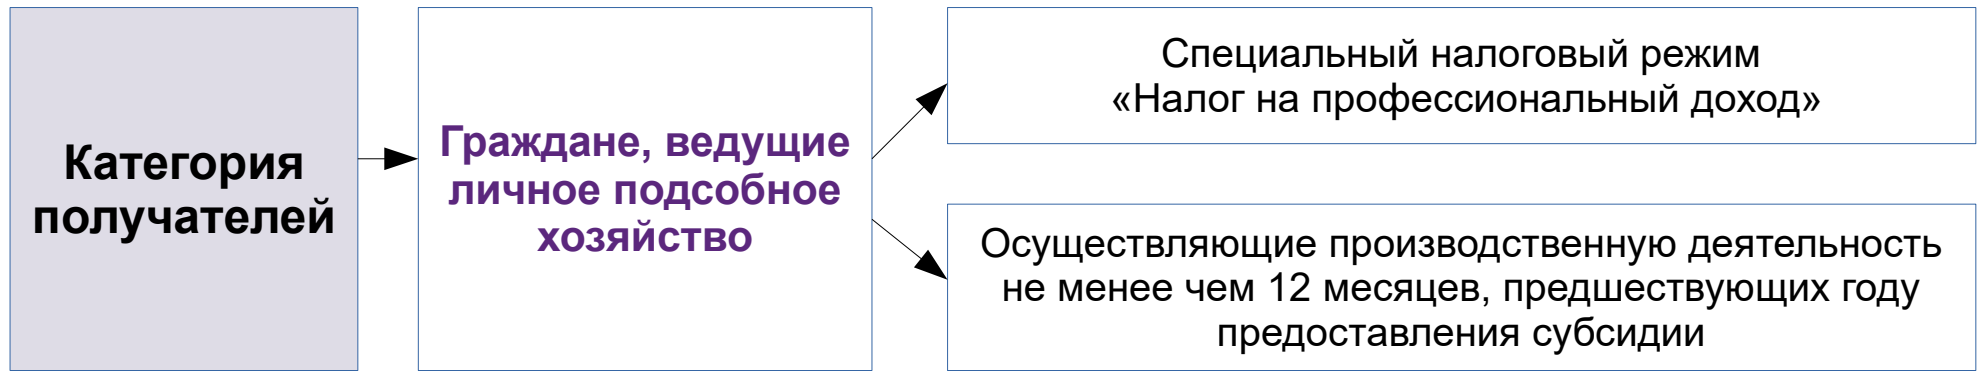 Категория
получателей
Граждане, ведущие
личное подсобное
хозяйство
Специальный налоговый режим
«Налог на профессиональный доход»
Осуществляющие производственную деятельность
не менее чем 12 месяцев, предшествующих году
предоставления субсидии